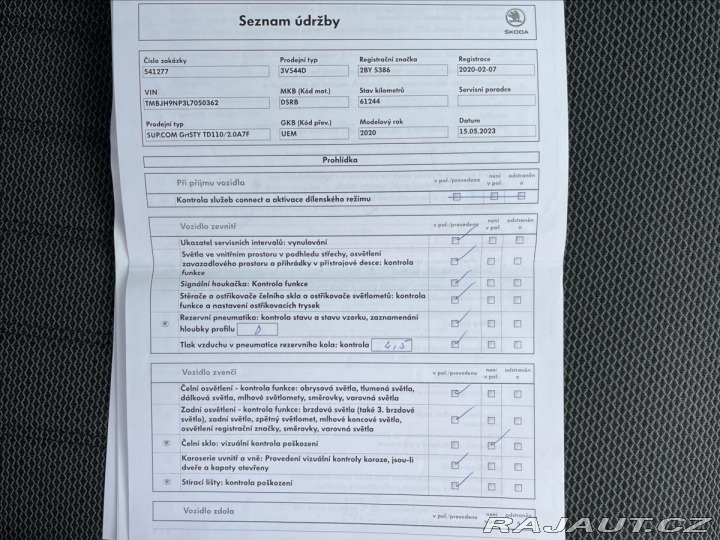 Seznam údržby
ŠKODA
Číslo zakázky Prodejní typ Registrační značka Registrace
541277 3V544D 2BY 5386 2020-02-07
VIN MKB (Kód mot.) Stav kilometrů Servisní poradce
TMBJH9NP3L7050362 DSRB 61244
Prodejní typ GKB (Kód přev.) Modelový rok Datum
SUP.COM GrtSTY TD110/2.0A7F UEM 2020 15.05.2023
Prohlídka
Při příjmu vozidla v poř./provedeno není v poř. odstraněno
Kontrola služeb connect a aktivace dílenského režimu
Vozidlo zevnitř v poř./provedeno není v poř. odstraněno
Ukazatel servisních intervalů: vynulování
Světla ve vnitřním prostoru v podhledu střechy, osvětlení
zavazadlového prostoru a přihrádky v přístrojové desce: kontrola
funkce
Signální houkačka: Kontrola funkce
Stěrače a ostřikovače čelního skla a ostřikovače světlometů: kontrola
funkce a nastavení ostřikovacích trysek
Rezervní pneumatika: kontrola stavu a stavu vzorku, zaznamenání
hloubky profilu
Tlak vzduchu v pneumatice rezervního kola: kontrola 4,5
Vozidlo zvenčí v poř./provedeno není v poř. odstraněno
Čelní osvětlení - kontrola funkce: obrysová světla, tlumená světla,
dálková světla, mlhové světlomety, směrovky, varovná světla
Zadní osvětlení - kontrola funkce: brzdová světla (také 3. brzdové
světlo), zadní světlo, zpětný světlomet, mlhové koncové světlo,
osvětlení registrační značky, směrovky, varovná světla
Čelní sklo: vizuální kontrola poškození
Karoserie uvnitř a vně: Provedení vizuální kontroly koroze, jsou-li
dveře a kapoty otevřeny
Stírací lišty: kontrola poškození
Vozidlo zdola v poř./provedeno není v poř. odstraněno
RAJAUT.CZ